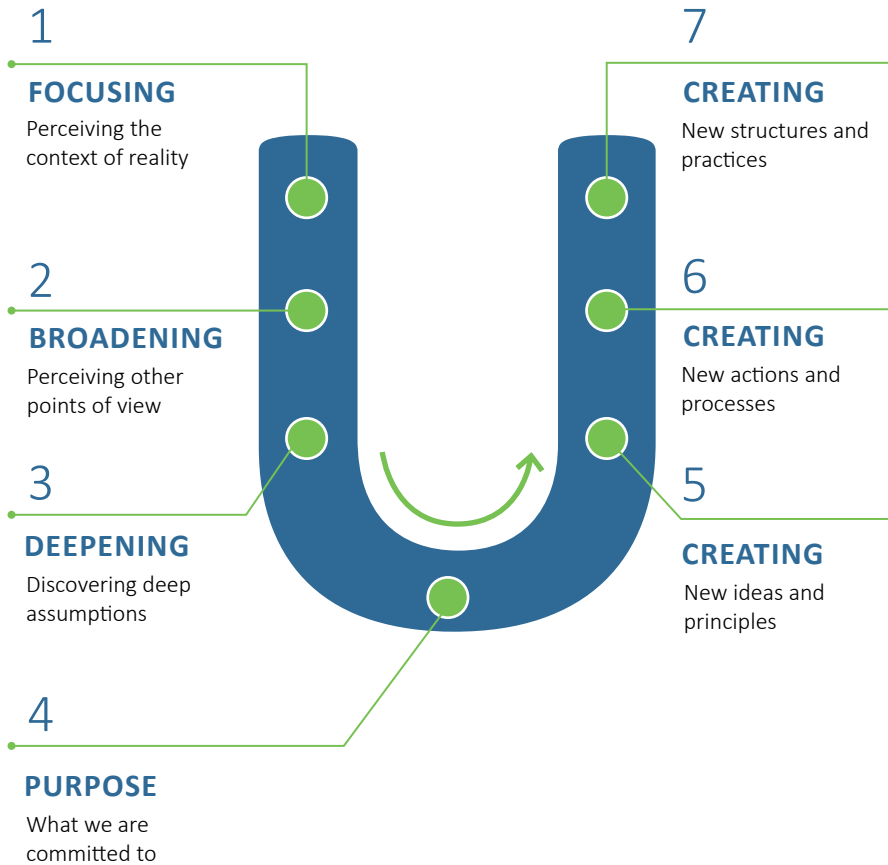 1
FOCUSING
Perceiving the
context of reality
2
BROADENING
Perceiving other
points of view
3
DEEPENING
Discovering deep
assumptions
4
PURPOSE
What we are
committed to
5
CREATING
New ideas and
principles
6
CREATING
New actions and
processes
7
CREATING
New structures and
practices